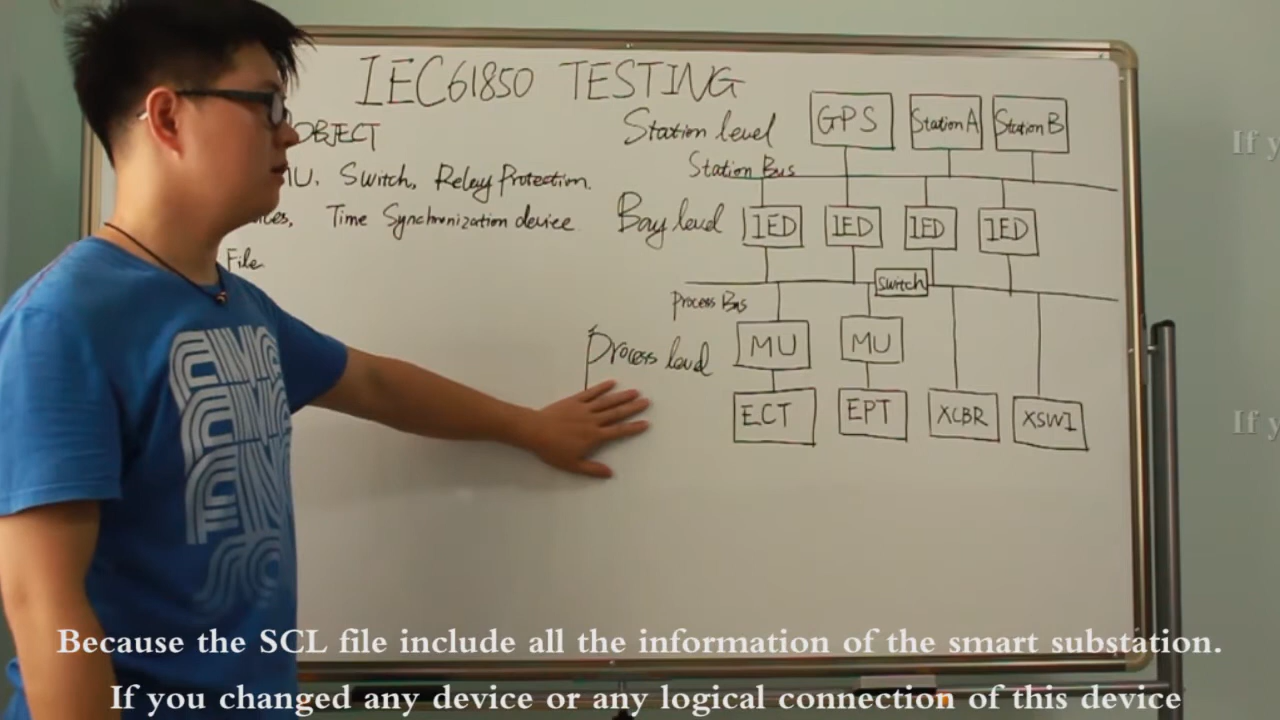 IEC61850 TESTING
OBJECT
MU, Switch, Relay Protection.
Time Synchronization device
File
Station level
GPS
Station A
Station B
Station Bus
Bay level
IED
IED
IED
IED
Switch
Process Bus
Process level
MU
MU
ECT
EPT
XCBR
XSWI
If y
If y
Because the SCL file include all the information of the smart substation.
If you changed any device or any logical connection of this device